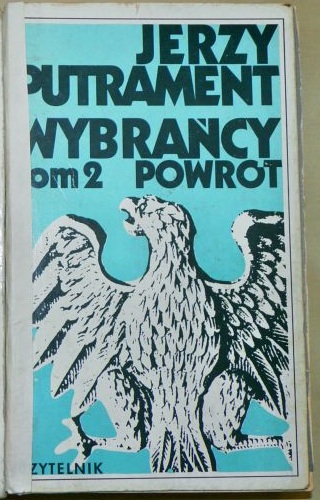 JERZY
PUTRAMENT
WYBRAŃCY
om 2 POWRÓT
ZYTELNIK